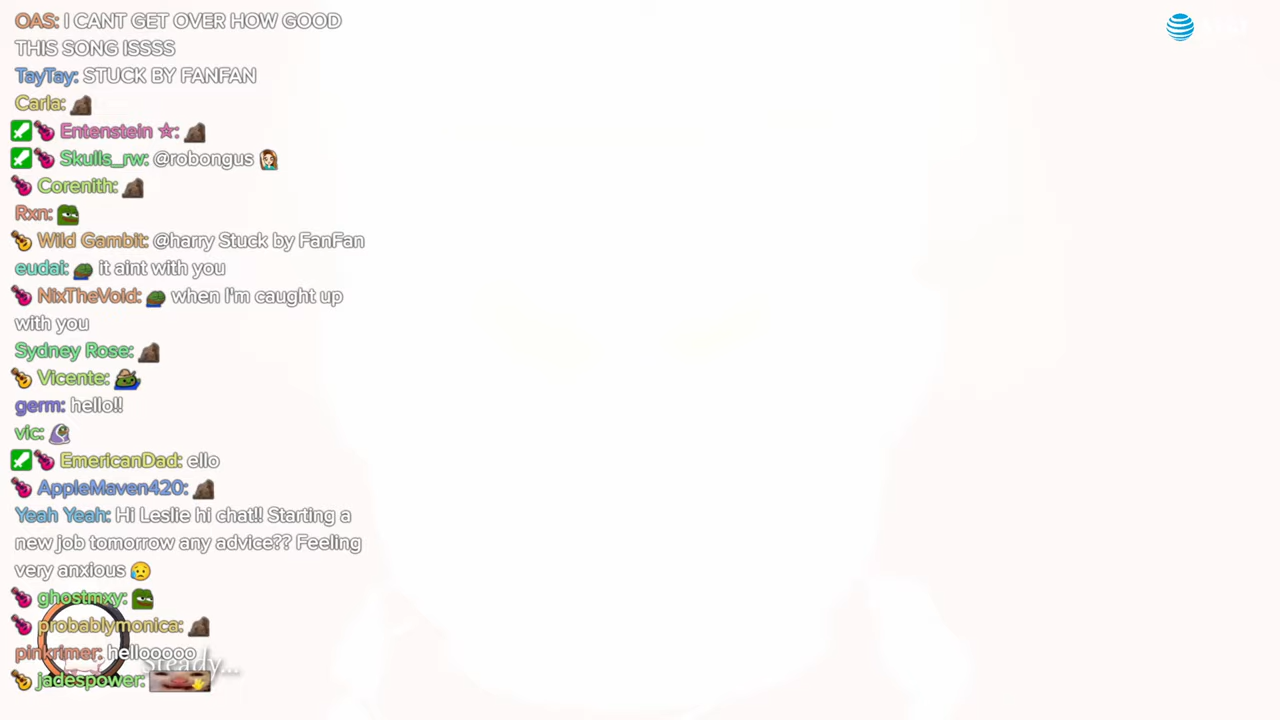 OAS: I CANT GET OVER HOW GOOD
THIS SONG ISSSS
TayTay: STUCK BY FANFAN
Carla:
Entenstein ☆:
Skulls_rw: @robongus
Corenith:
Rxn:
Wild Gambit: @harry Stuck by FanFan
eudai: it aint with you
NixTheVoid: when I'm caught up
with you
Sydney Rose:
Vicente:
germ: hello!!
vic:
EmericanDad: ello
AppleMaven420:
Yeah Yeah: Hi Leslie hi chat!! Starting a
new job tomorrow any advice?? Feeling
very anxious
ghostmxy:
probablymonica:
pinkrimer: hellooooo
Steady...
jadespower:
AT&T